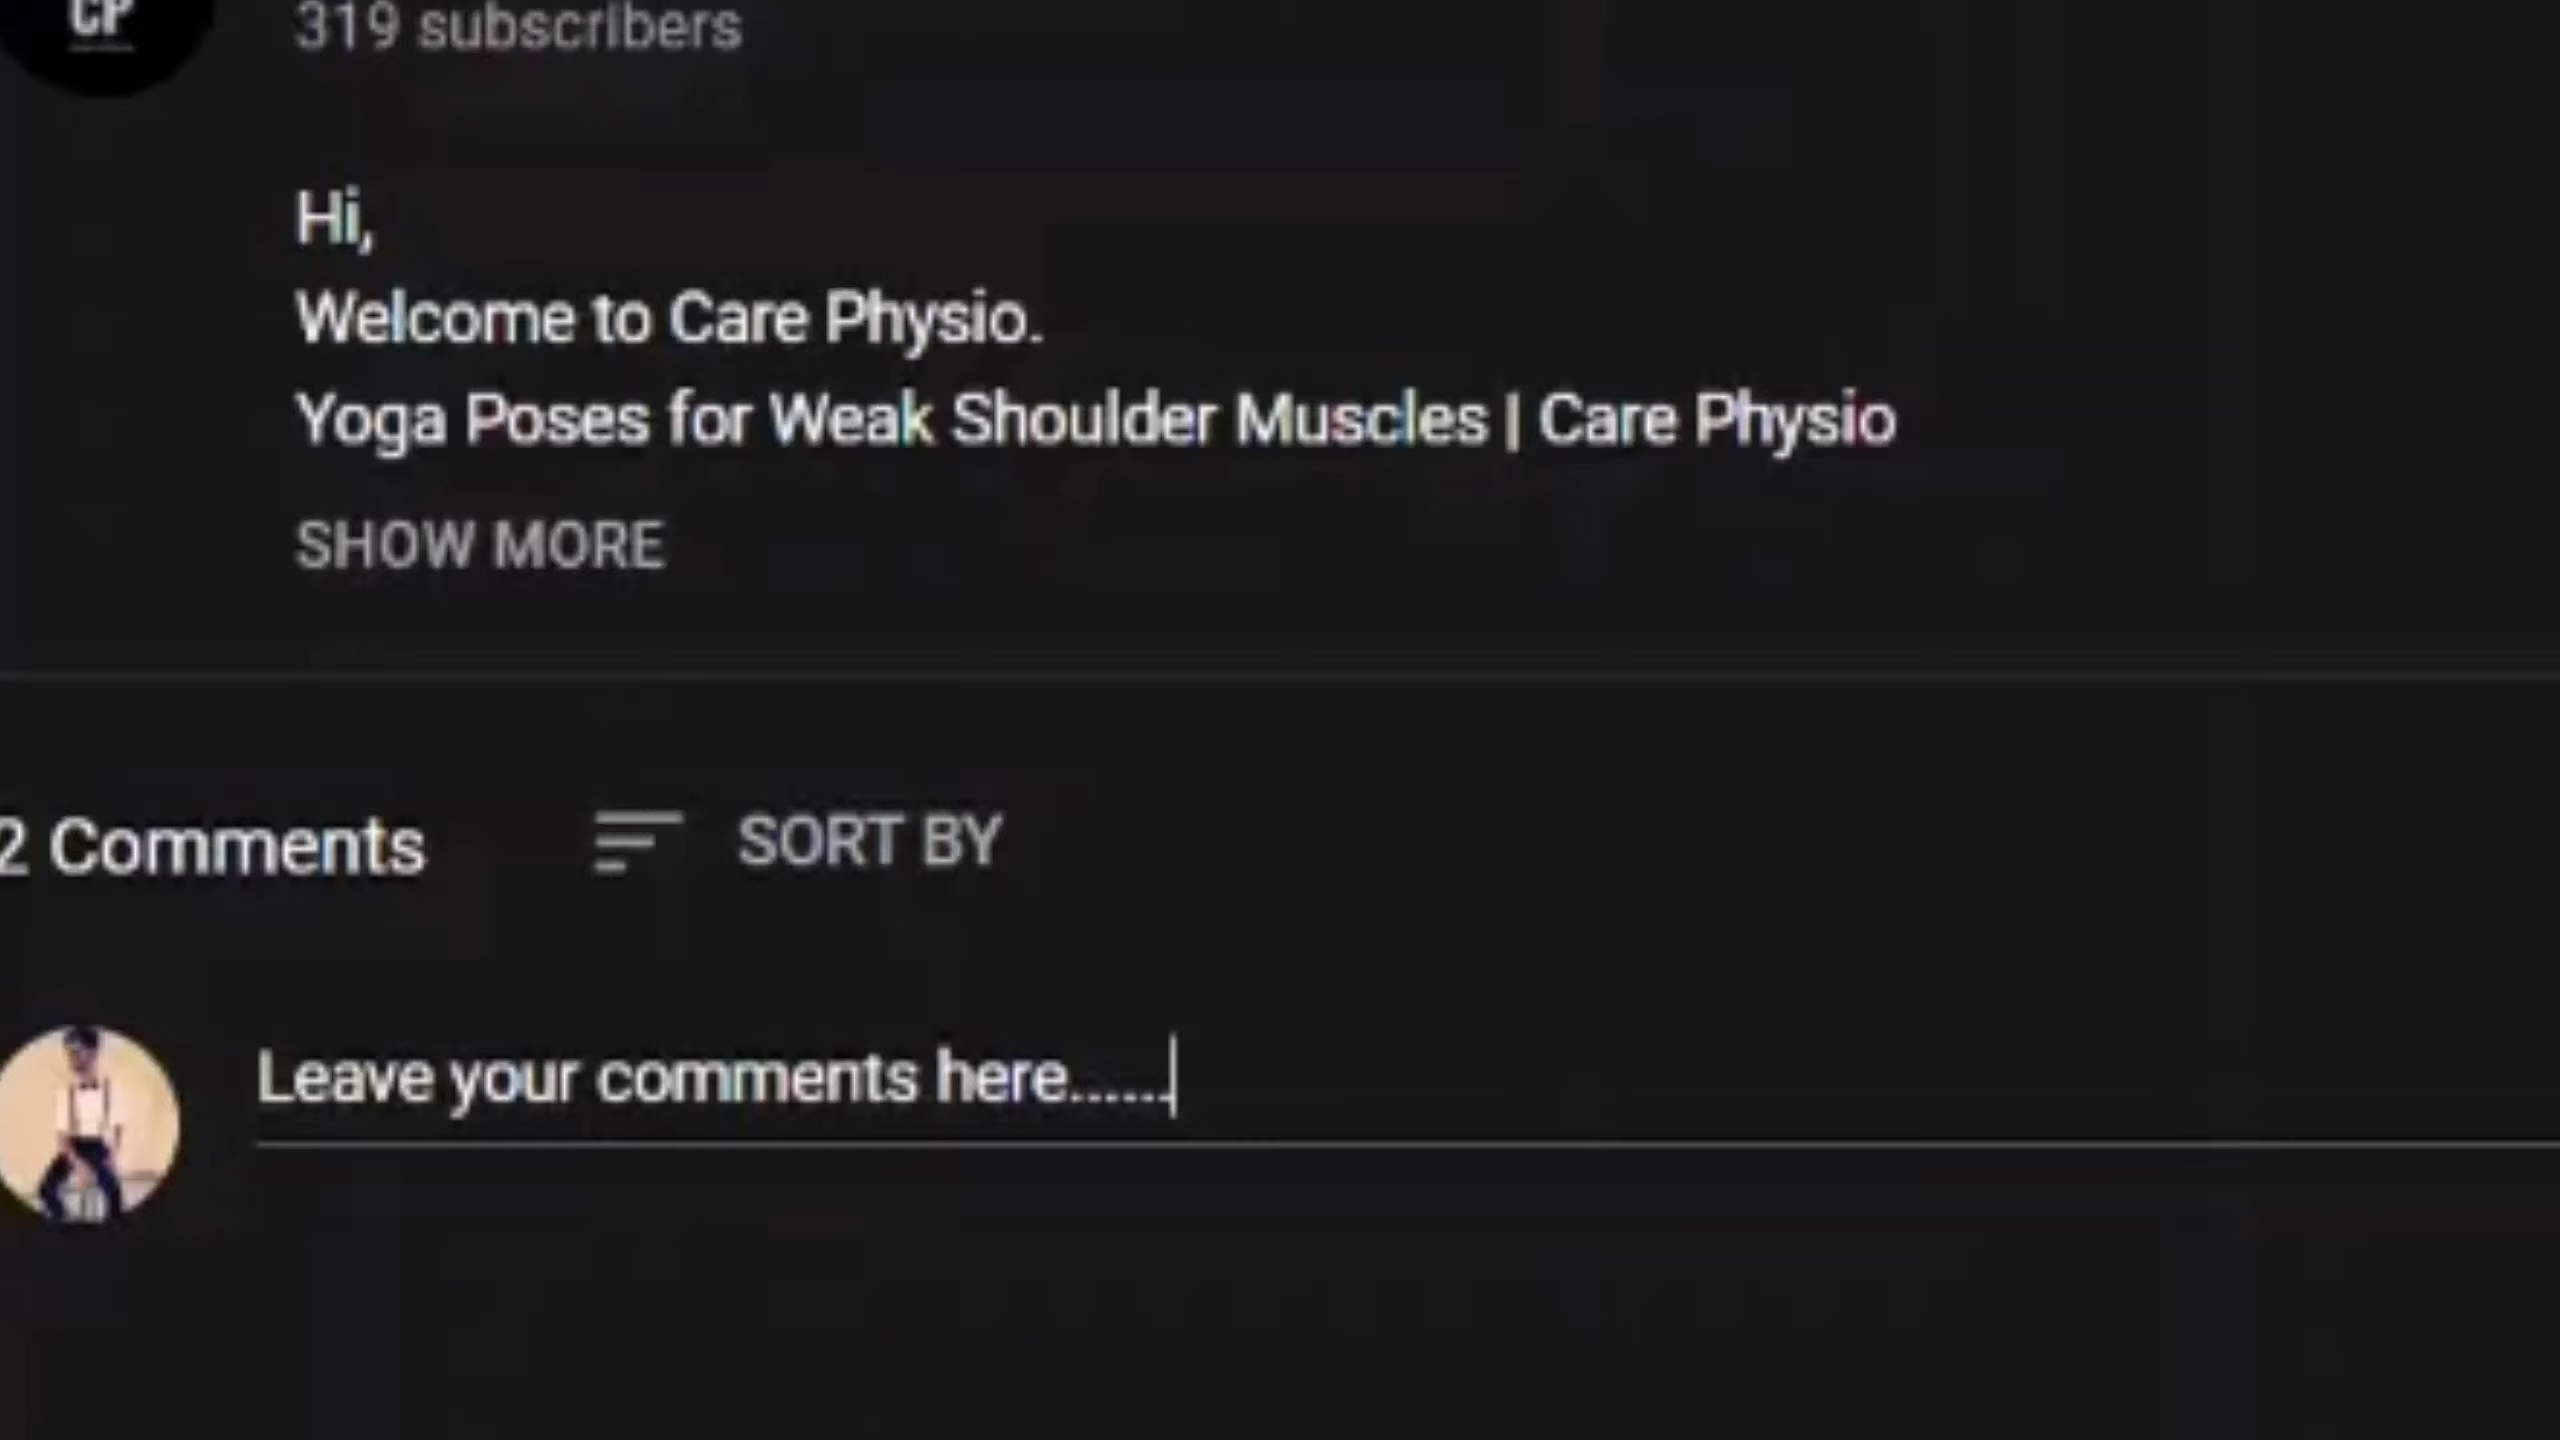 CP
319 subscribers
Hi,
Welcome to Care Physio.
Yoga Poses for Weak Shoulder Muscles | Care Physio
SHOW MORE
2 Comments
SORT BY
Leave your comments here......